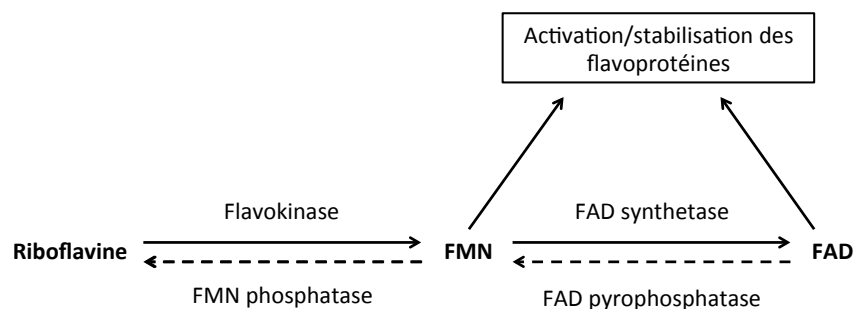 Activation/stabilisation des
flavoprotéines
Flavokinase
FAD synthetase
Riboflavine
FMN
FAD
FMN phosphatase
FAD pyrophosphatase